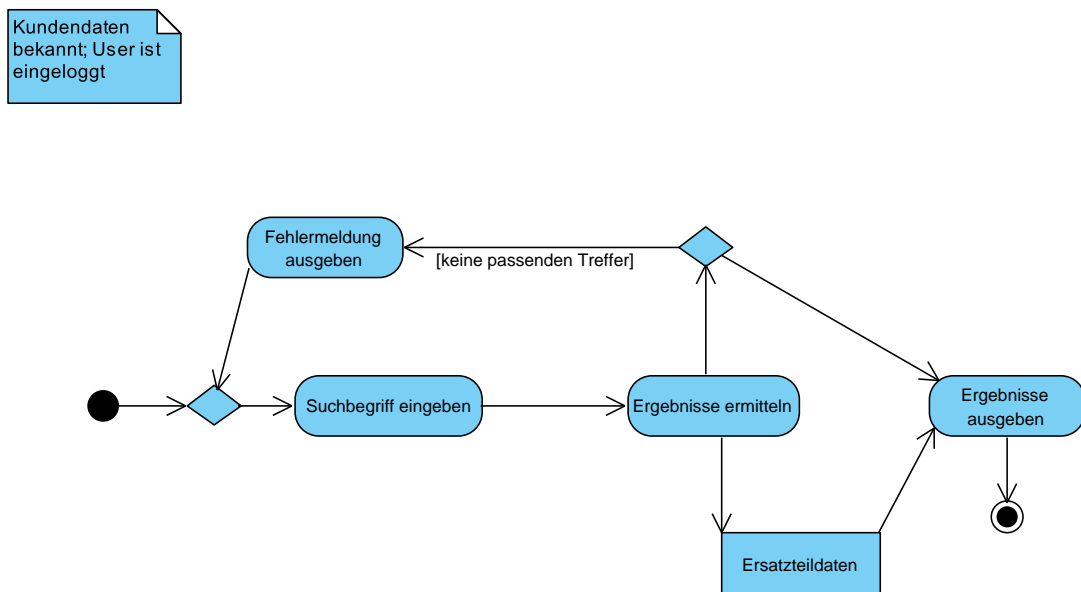 Kundendaten
bekannt; User ist
eingeloggt
Fehlermeldung
ausgeben
[keine passenden Treffer]
Suchbegriff eingeben
Ergebnisse ermitteln
Ergebnisse
ausgeben
Ersatzteildaten